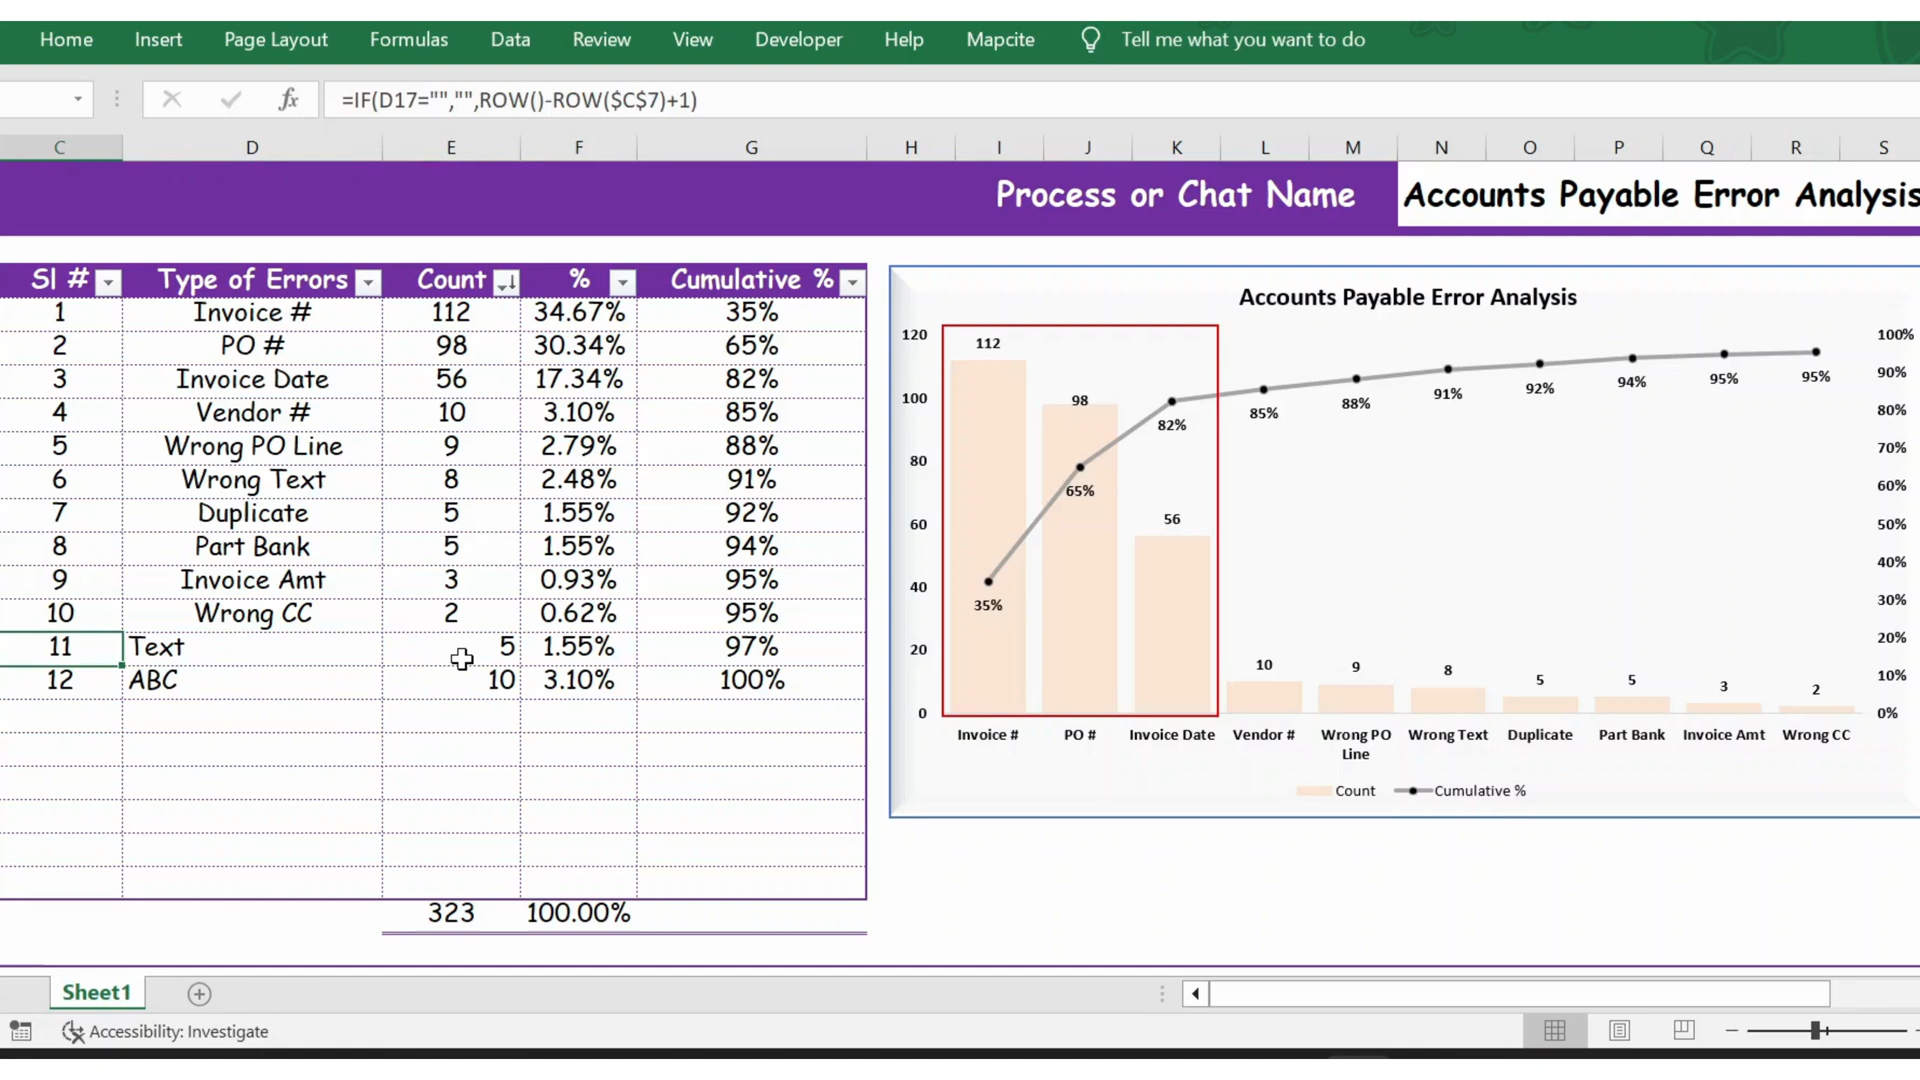 Home Insert Page Layout Formulas Data Review View Developer Help Mapcite Tell me what you want to do
fx =IF(D17="","",ROW()-ROW($C$7)+1)
C D E F G H I J K L M N O P Q R S
Process or Chat Name Accounts Payable Error Analysis
Sl # Type of Errors Count % Cumulative %
1 Invoice # 112 34.67% 35%
2 PO # 98 30.34% 65%
3 Invoice Date 56 17.34% 82%
4 Vendor # 10 3.10% 85%
5 Wrong PO Line 9 2.79% 88%
6 Wrong Text 8 2.48% 91%
7 Duplicate 5 1.55% 92%
8 Part Bank 5 1.55% 94%
9 Invoice Amt 3 0.93% 95%
10 Wrong CC 2 0.62% 95%
11 Text 5 1.55% 97%
12 ABC 10 3.10% 100%
323 100.00%
Accounts Payable Error Analysis
120
100
80
60
40
20
0
112
98
56
10
9
8
5
5
3
2
35%
65%
82%
85%
88%
91%
92%
94%
95%
95%
100%
90%
80%
70%
60%
50%
40%
30%
20%
10%
0%
Invoice # PO # Invoice Date Vendor # Wrong PO Wrong Text Duplicate Part Bank Invoice Amt Wrong CC
Line
Count Cumulative %
Sheet1
Accessibility: Investigate